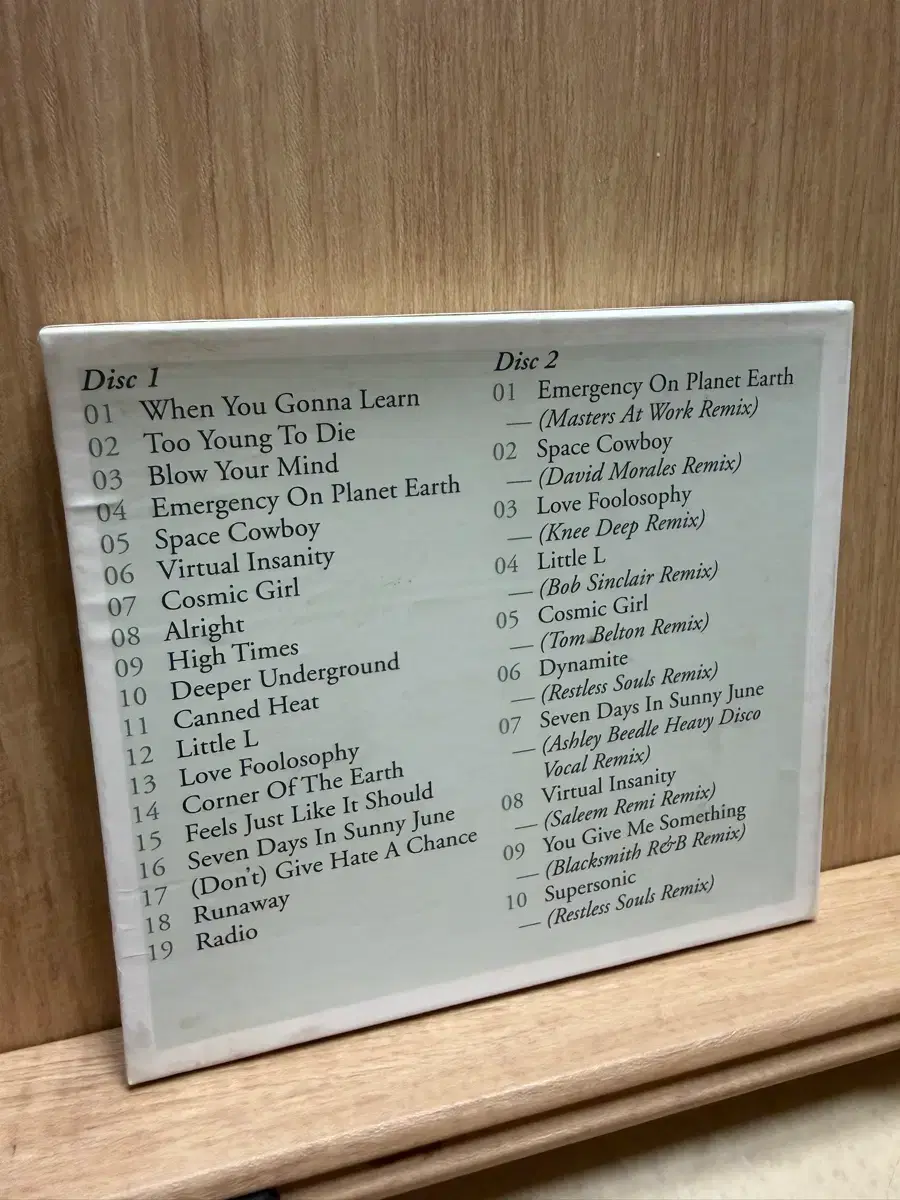 Disc 1
01 When You Gonna Learn
02 Too Young To Die
03 Blow Your Mind
04 Emergency On Planet Earth
05 Space Cowboy
06 Virtual Insanity
07 Cosmic Girl
08 Alright
09 High Times
10 Deeper Underground
11 Canned Heat
12 Little L
13 Love Foolosophy
14 Corner Of The Earth
15 Feels Just Like It Should
16 Seven Days In Sunny June
17 (Don't) Give Hate A Chance
18 Runaway
19 Radio
Disc 2
01 Emergency On Planet Earth
— (Masters At Work Remix)
02 Space Cowboy
— (David Morales Remix)
03 Love Foolosophy
— (Knee Deep Remix)
04 Little L
— (Bob Sinclair Remix)
05 Cosmic Girl
— (Tom Belton Remix)
06 Dynamite
— (Restless Souls Remix)
07 Seven Days In Sunny June
— (Ashley Beedle Heavy Disco
Vocal Remix)
08 Virtual Insanity
— (Saleem Remi Remix)
09 You Give Me Something
— (Blacksmith R&B Remix)
10 Supersonic
— (Restless Souls Remix)